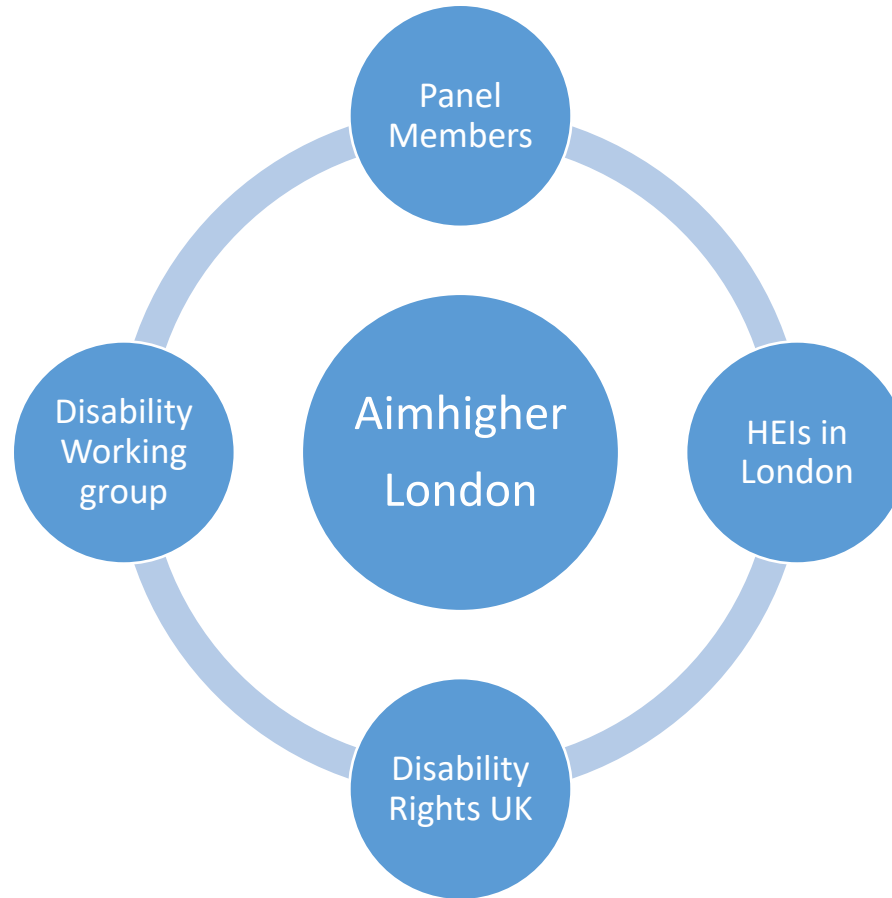 Panel
Members
Disability
Working
group
Aimhigher
London
HEIs in
London
Disability
Rights UK